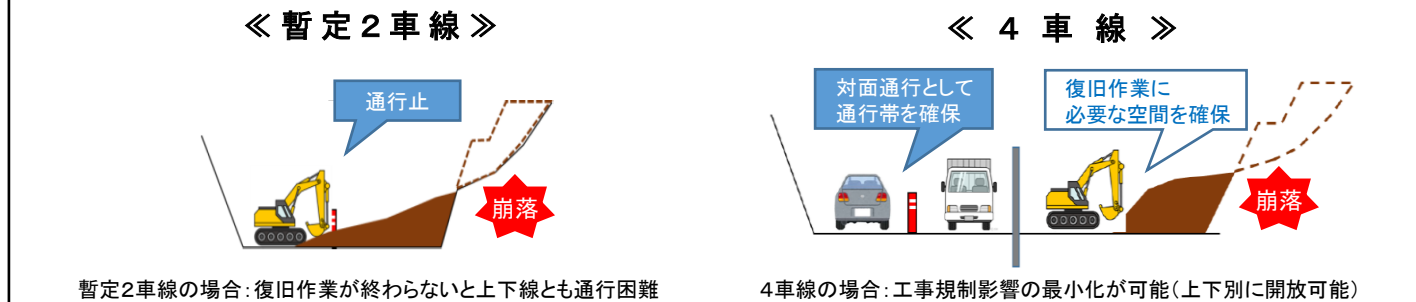 ≪暫定2車線≫
通行止
崩落
暫定2車線の場合：復旧作業が終わらないと上下線とも通行困難
≪ 4 車 線 ≫
対面通行として
通行帯を確保
復旧作業に
必要な空間を確保
崩落
4車線の場合：工事規制影響の最小化が可能（上下別に開放可能）